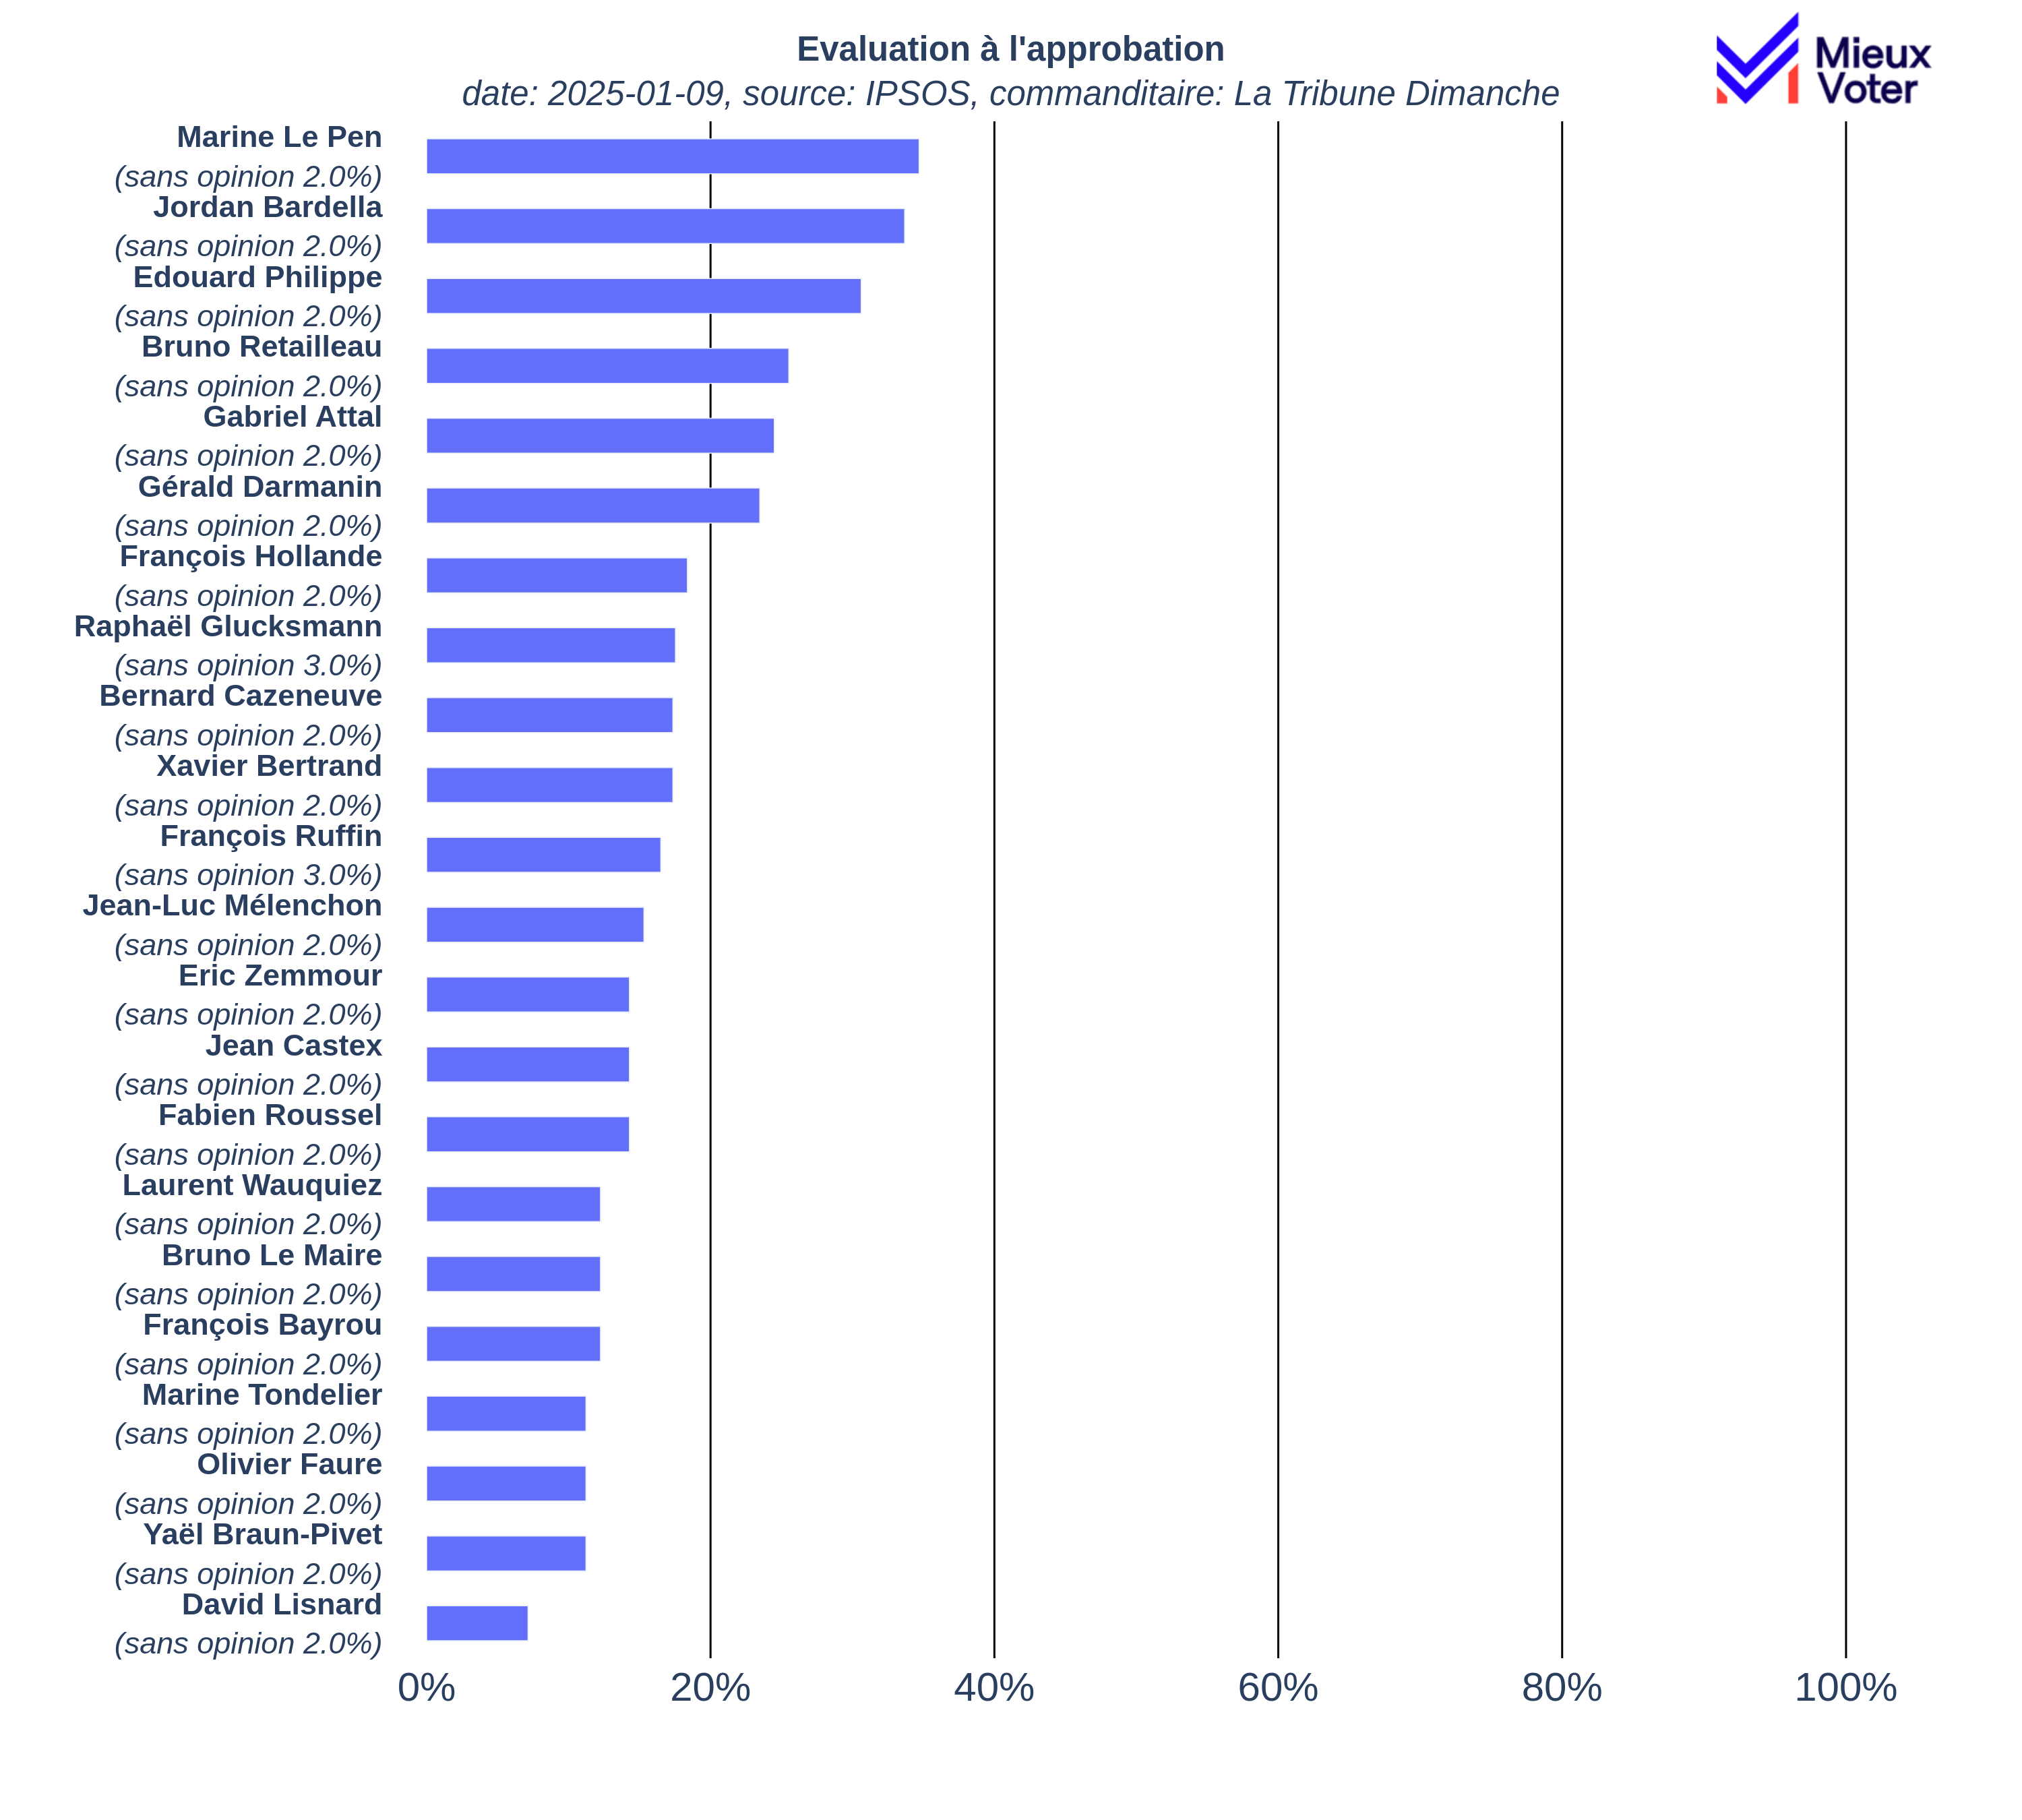 Evaluation à l'approbation
date: 2025-01-09, source: IPSOS, commanditaire: La Tribune Dimanche
Mieux
Voter
Marine Le Pen
(sans opinion 2.0%)
Jordan Bardella
(sans opinion 2.0%)
Edouard Philippe
(sans opinion 2.0%)
Bruno Retailleau
(sans opinion 2.0%)
Gabriel Attal
(sans opinion 2.0%)
Gérald Darmanin
(sans opinion 2.0%)
François Hollande
(sans opinion 2.0%)
Raphaël Glucksmann
(sans opinion 3.0%)
Bernard Cazeneuve
(sans opinion 2.0%)
Xavier Bertrand
(sans opinion 2.0%)
François Ruffin
(sans opinion 3.0%)
Jean-Luc Mélenchon
(sans opinion 2.0%)
Eric Zemmour
(sans opinion 2.0%)
Jean Castex
(sans opinion 2.0%)
Fabien Roussel
(sans opinion 2.0%)
Laurent Wauquiez
(sans opinion 2.0%)
Bruno Le Maire
(sans opinion 2.0%)
François Bayrou
(sans opinion 2.0%)
Marine Tondelier
(sans opinion 2.0%)
Olivier Faure
(sans opinion 2.0%)
Yaël Braun-Pivet
(sans opinion 2.0%)
David Lisnard
(sans opinion 2.0%)
0% 20% 40% 60% 80% 100%